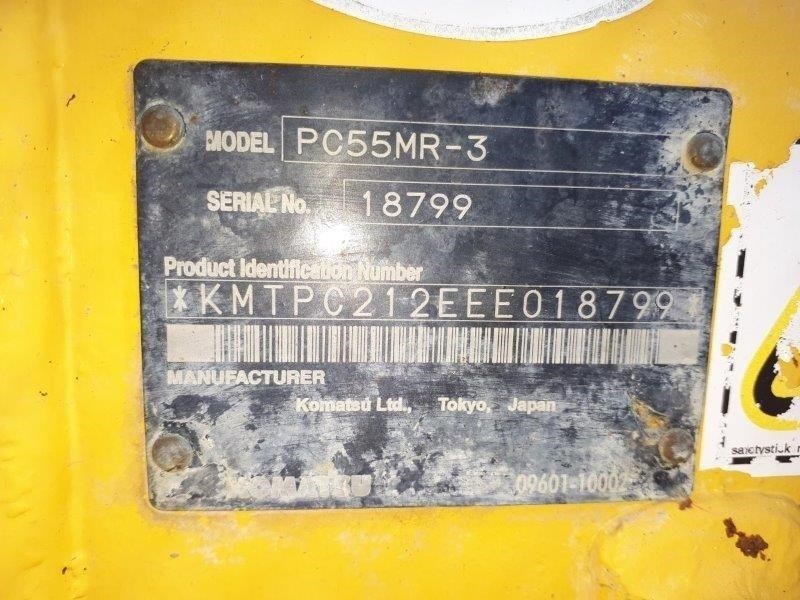 MODEL PC55MR-3
SERIAL No. 18799
Product Identification Number
*KMTPC212EEE018799*
MANUFACTURER
Komatsu Ltd., Tokyo, Japan
KOMATSU 09601-10002